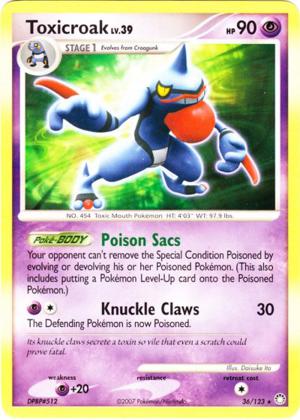 Toxicroak LV.39 HP 90
STAGE 1 Evolves from Croagunk
NO. 454 Toxic Mouth Pokémon HT: 4'03" WT: 97.9 lbs.
Poké-BODY Poison Sacs
Your opponent can't remove the Special Condition Poisoned by
evolving or devolving his or her Poisoned Pokémon. (This also
includes putting a Pokémon Level-Up card onto the Poisoned
Pokémon.)
Knuckle Claws 30
The Defending Pokémon is now Poisoned.
Its knuckle claws secrete a toxin so vile that even a scratch could
prove fatal.
Illus. Daisuke Ito
weakness resistance retreat cost
+20
DPBP#512 ©2007 Pokémon/Nintendo 36/123 ★